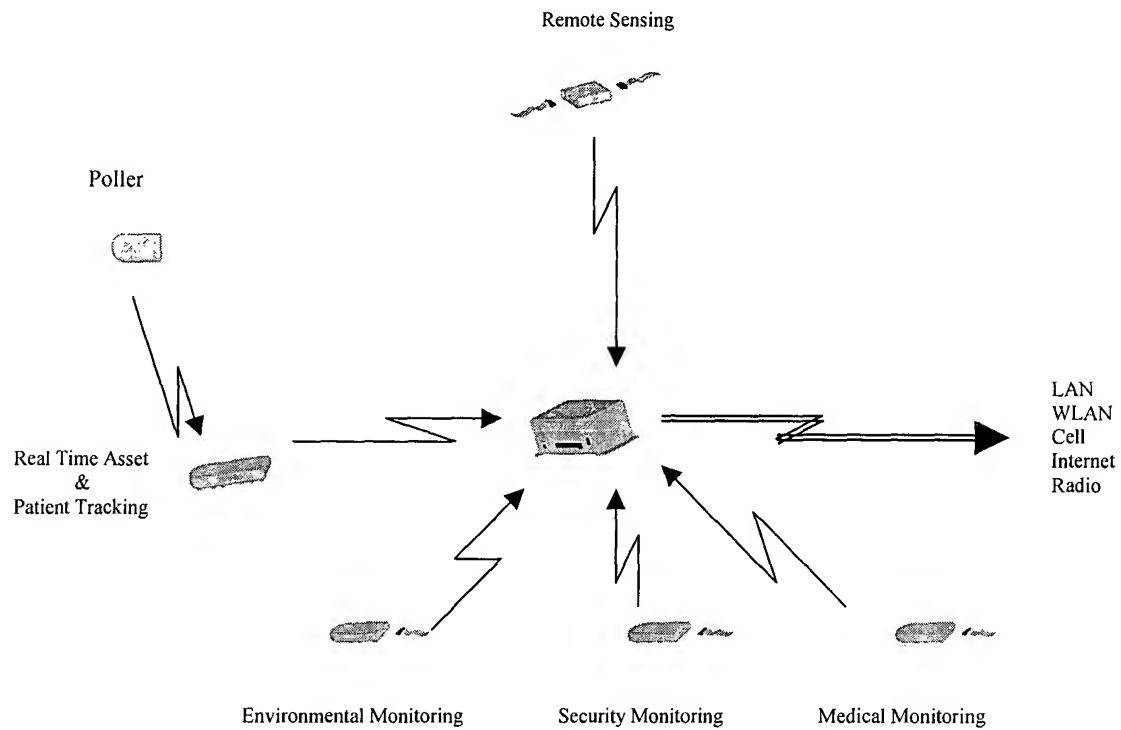 Remote Sensing
Poller
Real Time Asset
&
Patient Tracking
LAN
WLAN
Cell
Internet
Radio
Environmental Monitoring
Security Monitoring
Medical Monitoring